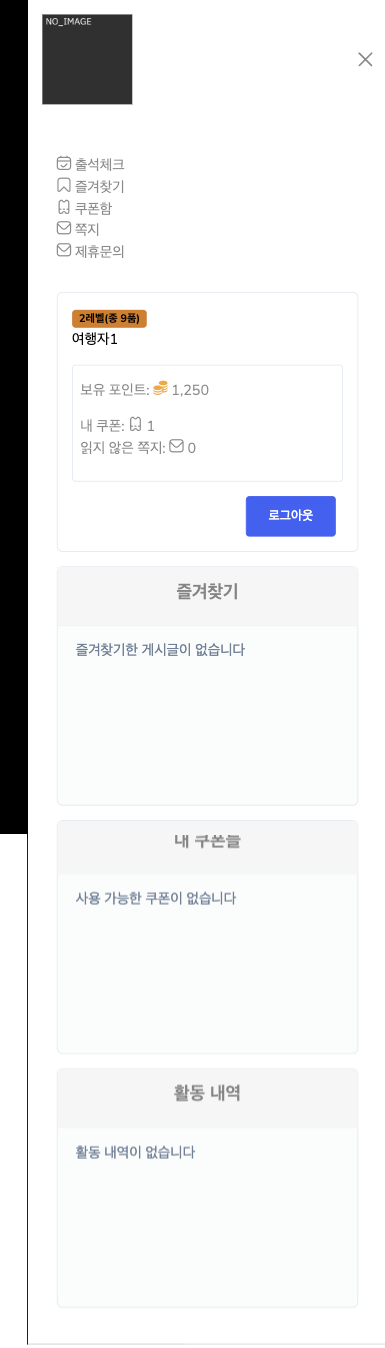 NO_IMAGE
출석체크
즐겨찾기
쿠폰함
쪽지
제휴문의
2레벨(종 9품)
여행자1
보유 포인트: 1,250
내 쿠폰: 1
읽지 않은 쪽지: 0
로그아웃
즐겨찾기
즐겨찾기한 게시글이 없습니다
내 쿠폰들
사용 가능한 쿠폰이 없습니다
활동 내역
활동 내역이 없습니다